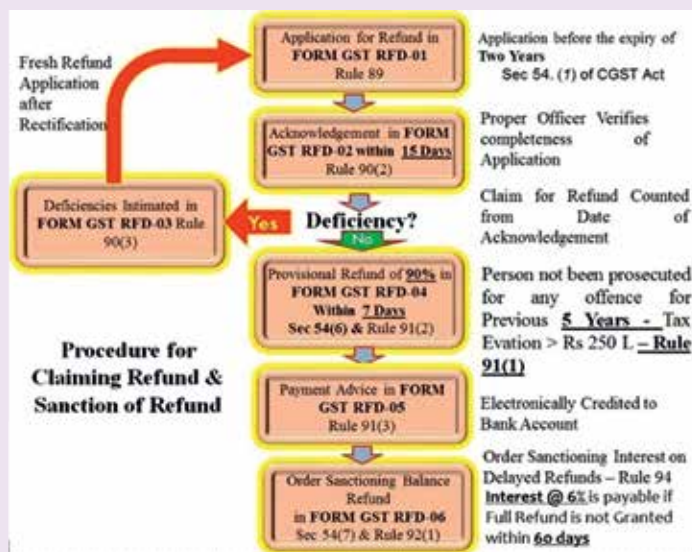 Application for Refund in
FORM GST RFD-01
Rule 89
Application before the expiry of
Two Years
Sec 54. (1) of CGST Act
Fresh Refund
Application
after
Rectification
Acknowledgement in FORM
GST RFD-02 within 15 Days
Rule 90(2)
Proper Officer Verifies
completeness of
Application
Deficiencies Intimated in
FORM GST RFD-03 Rule
90(3)
Yes
Deficiency?
No
Claim for Refund Counted
from Date of
Acknowledgement
Provisional Refund of 90% in
FORM GST RFD-04
Within 7 Days
Sec 54(6) & Rule 91(2)
Person not been prosecuted
for any offence for
Previous 5 Years - Tax
Evation > Rs 250 L – Rule
91(1)
Procedure for
Claiming Refund &
Sanction of Refund
Payment Advice in FORM
GST RFD-05
Rule 91(3)
Electronically Credited to
Bank Account
Order Sanctioning Balance
Refund
in FORM GST RFD-06
Sec 54(7) & Rule 92(1)
Order Sanctioning Interest on
Delayed Refunds – Rule 94
Interest @ 6% is payable if
Full Refund is not Granted
within 60 days